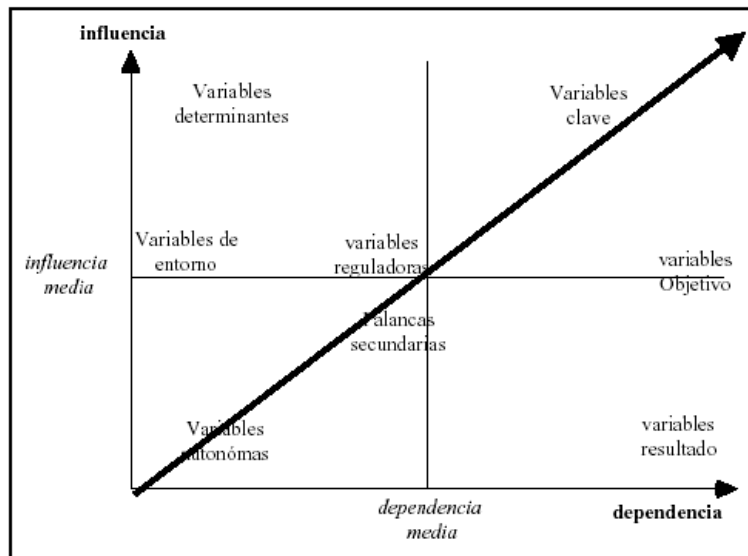 influencia
Variables
determantes
Variables
clave
Variables de
entorno
variables
reguladoras
variables
Objetivo
influencia
media
Palancas
secundarias
Variables
autonómas
variables
resultado
dependencia
media
dependencia